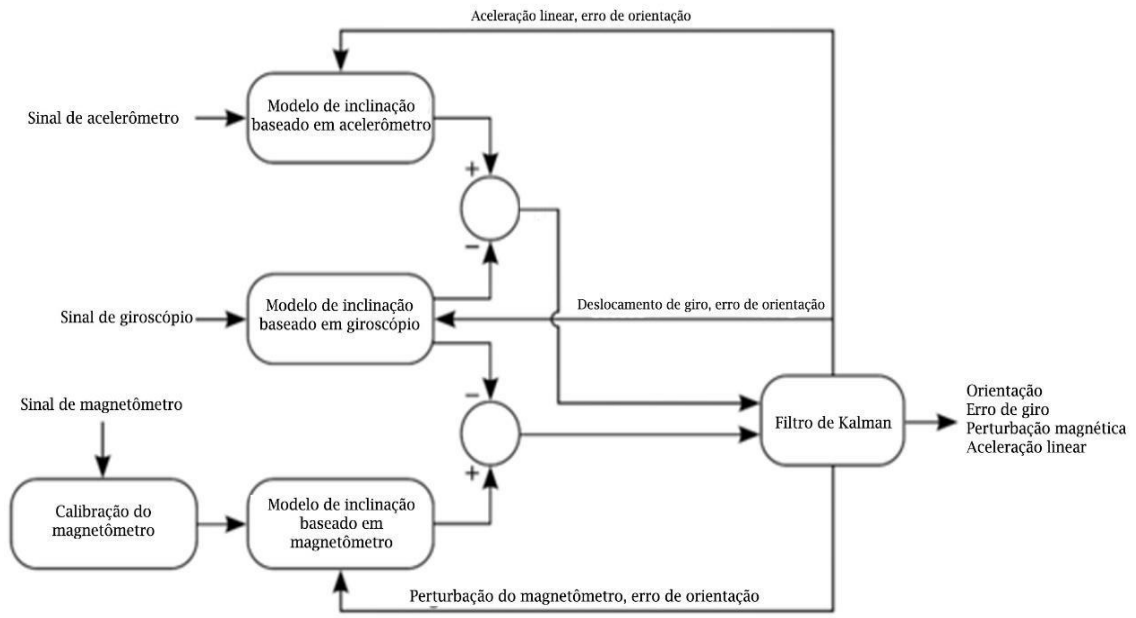 Aceleração linear, erro de orientação
Sinal de acelerômetro
Modelo de inclinação
baseado em acelerômetro
+
−
Sinal de giroscópio
Modelo de inclinação
baseado em giroscópio
Deslocamento de giro, erro de orientação
−
+
Sinal de magnetômetro
Calibração do
magnetômetro
Modelo de inclinação
baseado em
magnetômetro
Filtro de Kalman
Orientação
Erro de giro
Perturbação magnética
Aceleração linear
Perturbação do magnetômetro, erro de orientação